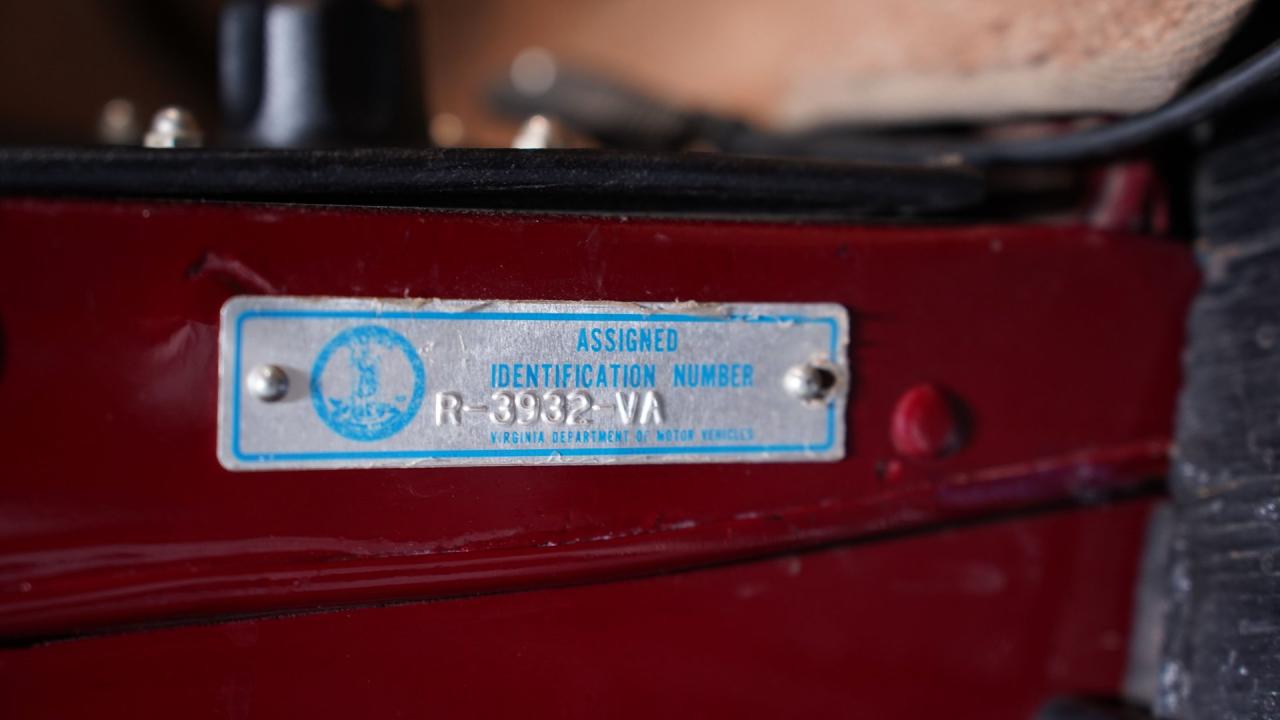 ASSIGNED
IDENTIFICATION NUMBER
R-3932-VA
VIRGINIA DEPARTMENT OF MOTOR VEHICLES